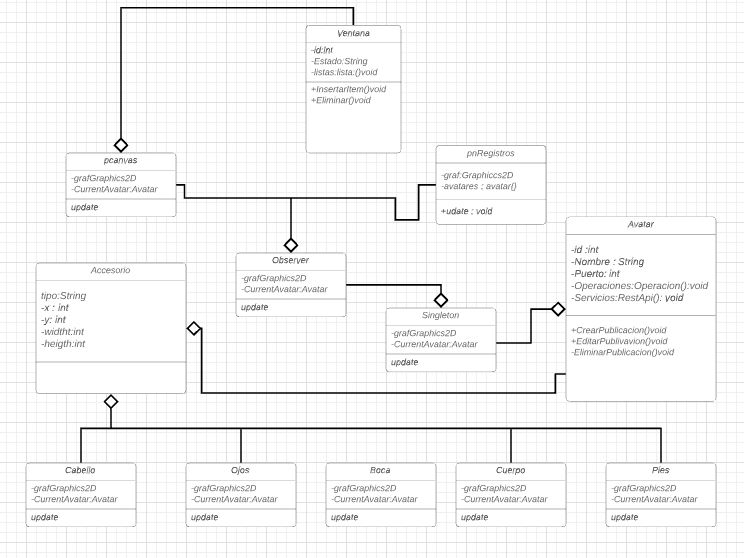 Ventana
-id:int
-Estado:String
-listas:lista.()void
+InsertarItem()void
+Eliminar()void
pcanvas
-grafGraphics2D
-CurrentAvatar:Avatar
update
pnRegistros
-graf:Graphiccs2D
-avatares ; avatar{}
+udate ; void
Observer
-grafGraphics2D
-CurrentAvatar:Avatar
update
Singleton
-grafGraphics2D
-CurrentAvatar:Avatar
update
Avatar
-id :int
-Nombre : String
-Puerto: int
-Operaciones:Operacion():void
-Servicios:RestApi(): void
+CrearPublicacion()void
+EditarPublivavion()void
-EliminarPublicacion()void
Accesorio
tipo:String
-x : int
-y: int
-widtht:int
-heigth:int
Cabello
-grafGraphics2D
-CurrentAvatar:Avatar
update
Ojos
-grafGraphics2D
-CurrentAvatar:Avatar
update
Boca
-grafGraphics2D
-CurrentAvatar:Avatar
update
Cuerpo
-grafGraphics2D
-CurrentAvatar:Avatar
update
Pies
-grafGraphics2D
-CurrentAvatar:Avatar
update